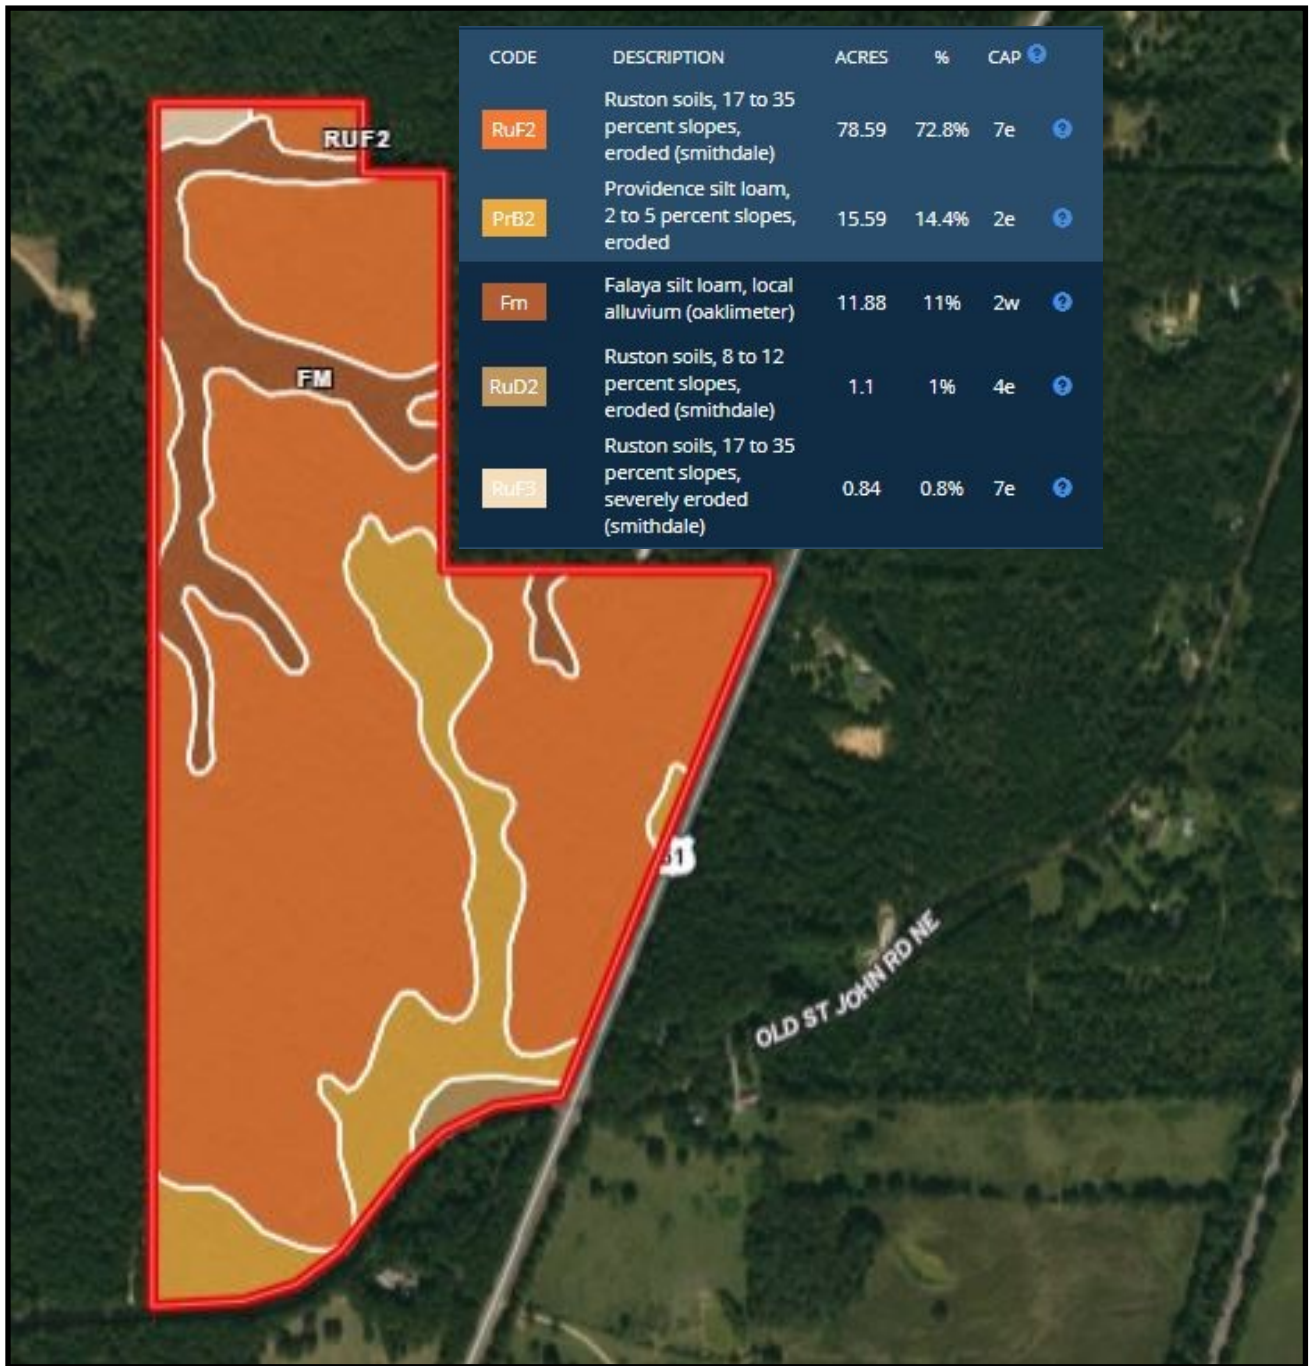 CODE DESCRIPTION ACRES % CAP ?
Ruston soils, 17 to 35
RuF2 percent slopes, 78.59 72.8% 7e ?
eroded (smithdale)
Providence silt loam,
PrB2 2 to 5 percent slopes, 15.59 14.4% 2e ?
eroded
Fm Falaya silt loam, local 11.88 11% 2w ?
alluvium (oaklimeter)
Ruston soils, 8 to 12
RuD2 percent slopes, 1.1 1% 4e ?
eroded (smithdale)
Ruston soils, 17 to 35
percent slopes,
RuF3 severely eroded 0.84 0.8% 7e ?
(smithdale)
RUF2
FM
51
OLD ST JOHN RD NE